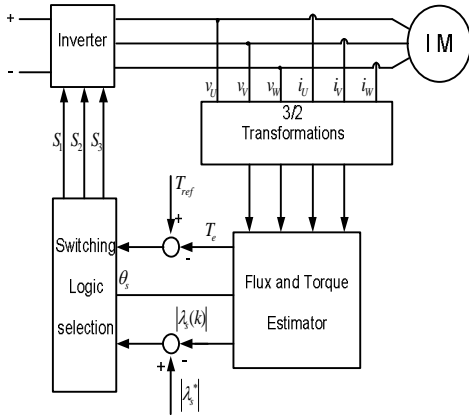 +
Inverter
I M
-
v_U
v_V
v_W
i_U
i_V
i_W
3/2
Transformations
S_1
S_2
S_3
T_ref
+
Switching
Logic
selection
-
T_e
Flux and Torque
Estimator
θ_s
|λ_s(k)|
+
-
|λ_s^*|